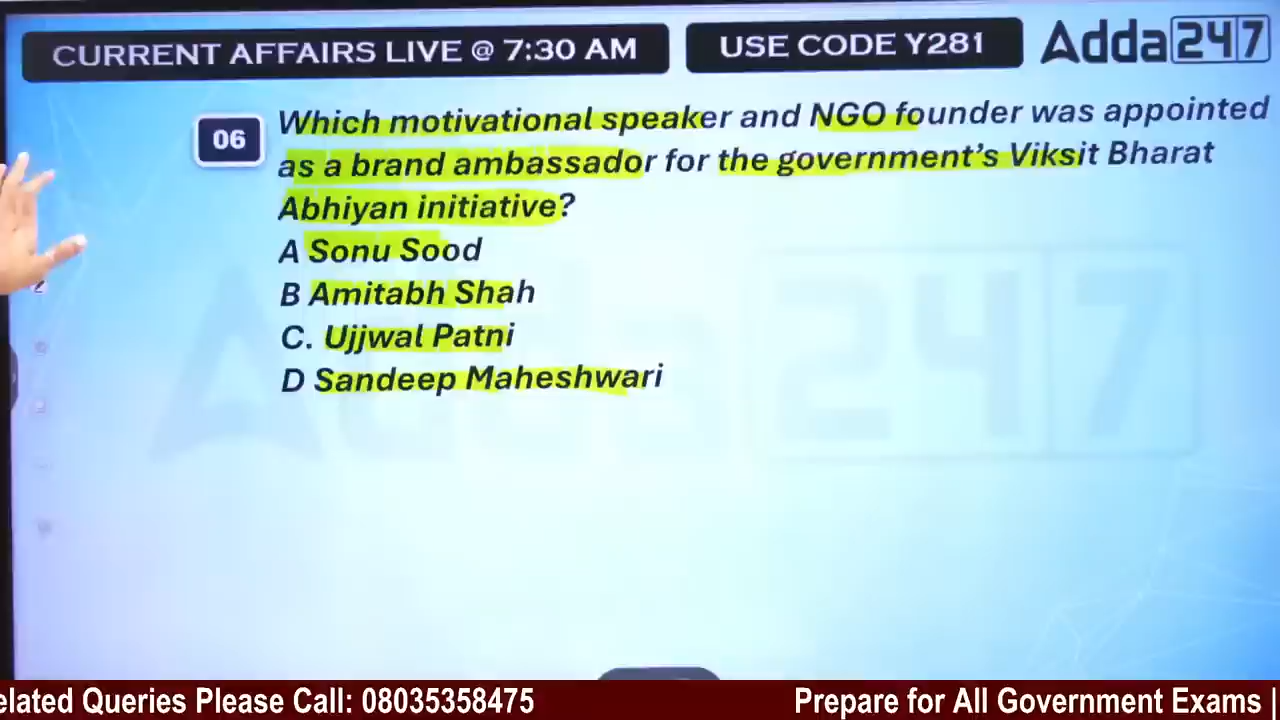 CURRENT AFFAIRS LIVE @ 7:30 AM
USE CODE Y281
Adda247
06
Which motivational speaker and NGO founder was appointed
as a brand ambassador for the government's Viksit Bharat
Abhiyan initiative?
A Sonu Sood
B Amitabh Shah
C. Ujjwal Patni
D Sandeep Maheshwari
Adda247
elated Queries Please Call: 08035358475
Prepare for All Government Exams |